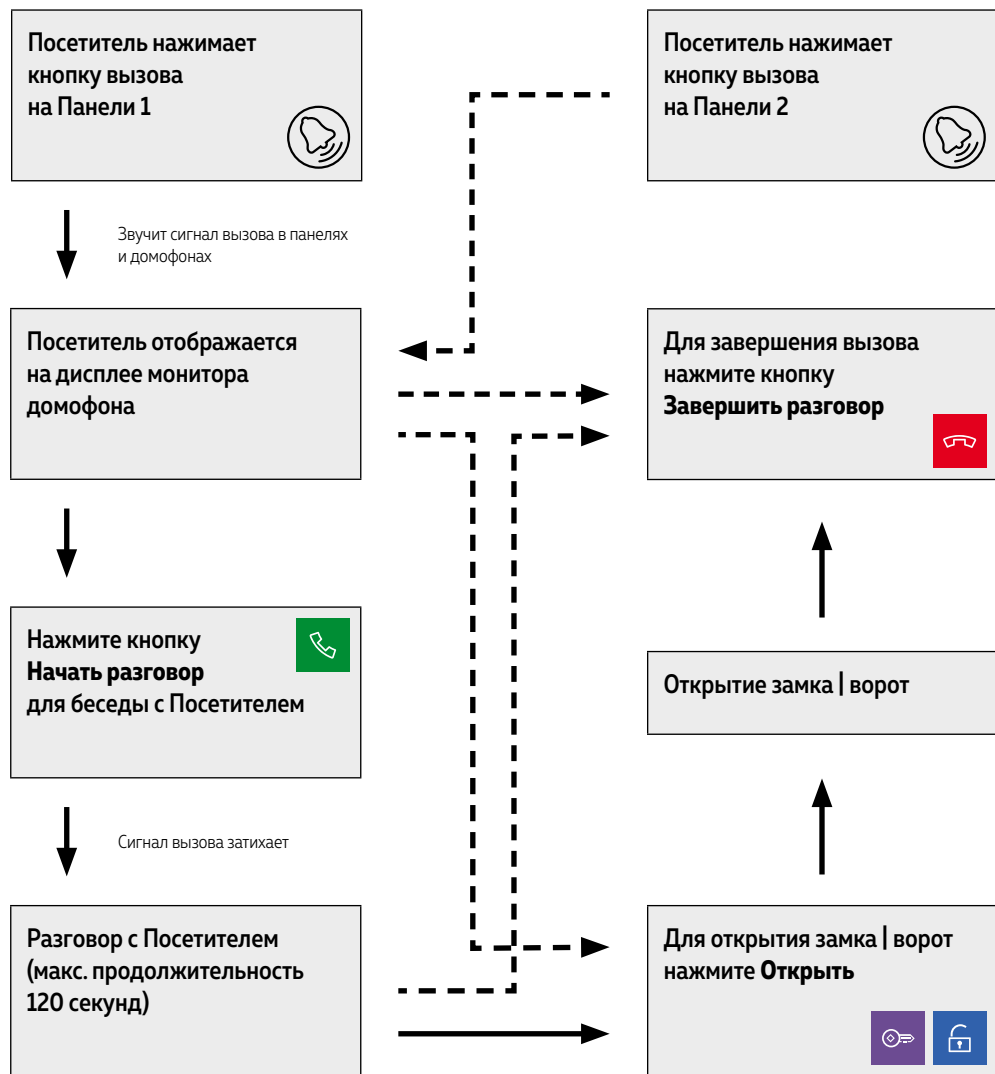 Посетитель нажимает
кнопку вызова
на Панели 1
Посетитель нажимает
кнопку вызова
на Панели 2
Звучит сигнал вызова в панелях
и домофонах
Посетитель отображается
на дисплее монитора
домофона
Для завершения вызова
нажмите кнопку
Завершить разговор
Нажмите кнопку
Начать разговор
для беседы с Посетителем
Открытие замка | ворот
Сигнал вызова затихает
Разговор с Посетителем
(макс. продолжительность
120 секунд)
Для открытия замка | ворот
нажмите Открыть